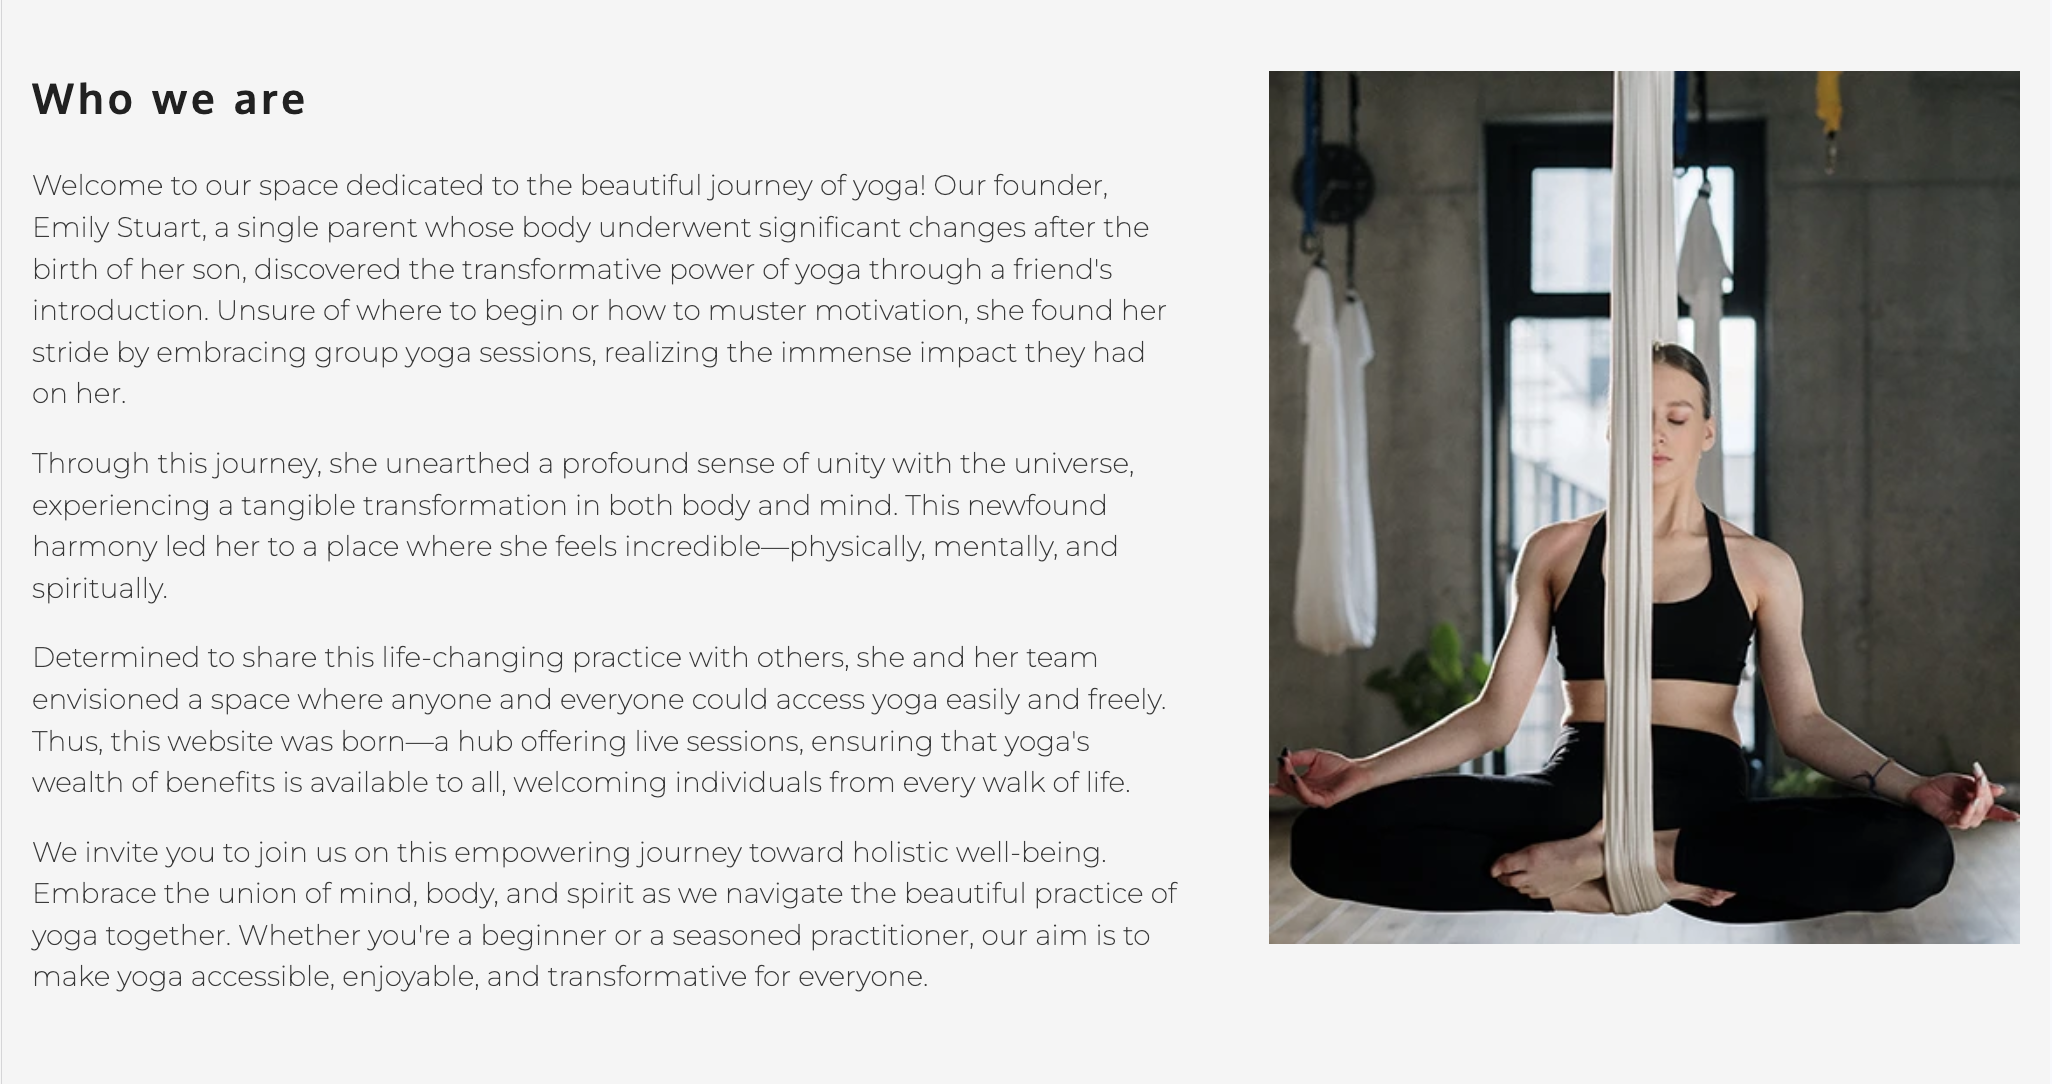 Who we are
Welcome to our space dedicated to the beautiful journey of yoga! Our founder,
Emily Stuart, a single parent whose body underwent significant changes after the
birth of her son, discovered the transformative power of yoga through a friend's
introduction. Unsure of where to begin or how to muster motivation, she found her
stride by embracing group yoga sessions, realizing the immense impact they had
on her.
Through this journey, she unearthed a profound sense of unity with the universe,
experiencing a tangible transformation in both body and mind. This newfound
harmony led her to a place where she feels incredible—physically, mentally, and
spiritually.
Determined to share this life-changing practice with others, she and her team
envisioned a space where anyone and everyone could access yoga easily and freely.
Thus, this website was born—a hub offering live sessions, ensuring that yoga's
wealth of benefits is available to all, welcoming individuals from every walk of life.
We invite you to join us on this empowering journey toward holistic well-being.
Embrace the union of mind, body, and spirit as we navigate the beautiful practice of
yoga together. Whether you're a beginner or a seasoned practitioner, our aim is to
make yoga accessible, enjoyable, and transformative for everyone.